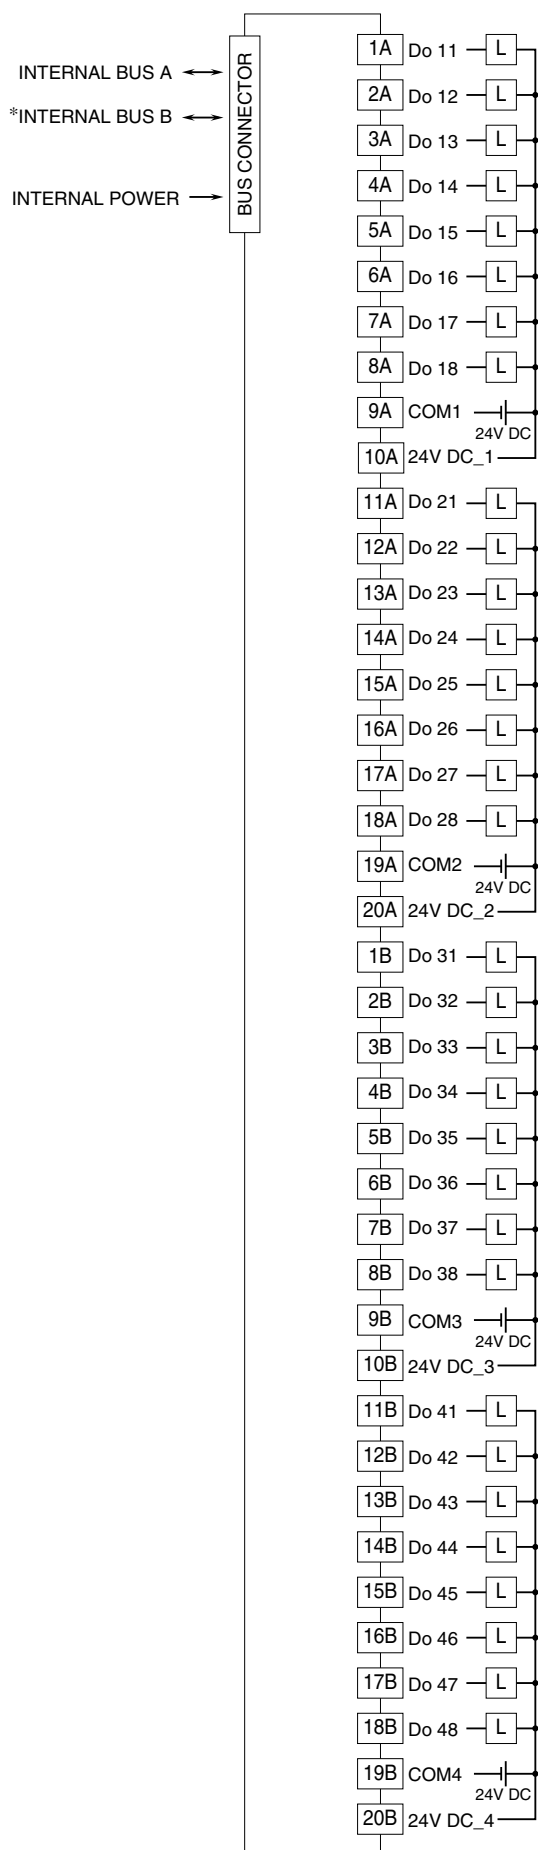 INTERNAL BUS A
*INTERNAL BUS B
INTERNAL POWER
BUS CONNECTOR
1A Do 11 L
2A Do 12 L
3A Do 13 L
4A Do 14 L
5A Do 15 L
6A Do 16 L
7A Do 17 L
8A Do 18 L
9A COM1
24V DC
10A 24V DC_1
11A Do 21 L
12A Do 22 L
13A Do 23 L
14A Do 24 L
15A Do 25 L
16A Do 26 L
17A Do 27 L
18A Do 28 L
19A COM2
24V DC
20A 24V DC_2
1B Do 31 L
2B Do 32 L
3B Do 33 L
4B Do 34 L
5B Do 35 L
6B Do 36 L
7B Do 37 L
8B Do 38 L
9B COM3
24V DC
10B 24V DC_3
11B Do 41 L
12B Do 42 L
13B Do 43 L
14B Do 44 L
15B Do 45 L
16B Do 46 L
17B Do 47 L
18B Do 48 L
19B COM4
24V DC
20B 24V DC_4